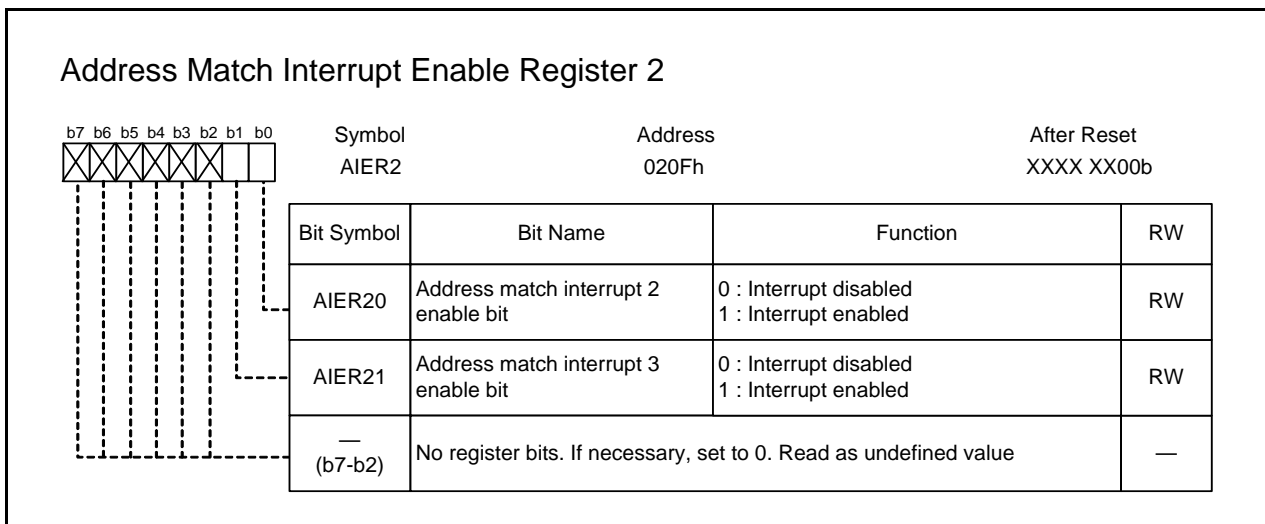 Address Match Interrupt Enable Register 2
b7 b6 b5 b4 b3 b2 b1 b0
Symbol Address After Reset
AIER2 020Fh XXXX XX00b
Bit Symbol Bit Name Function RW
AIER20 Address match interrupt 2 enable bit 0 : Interrupt disabled 1 : Interrupt enabled RW
AIER21 Address match interrupt 3 enable bit 0 : Interrupt disabled 1 : Interrupt enabled RW
— (b7-b2) No register bits. If necessary, set to 0. Read as undefined value —